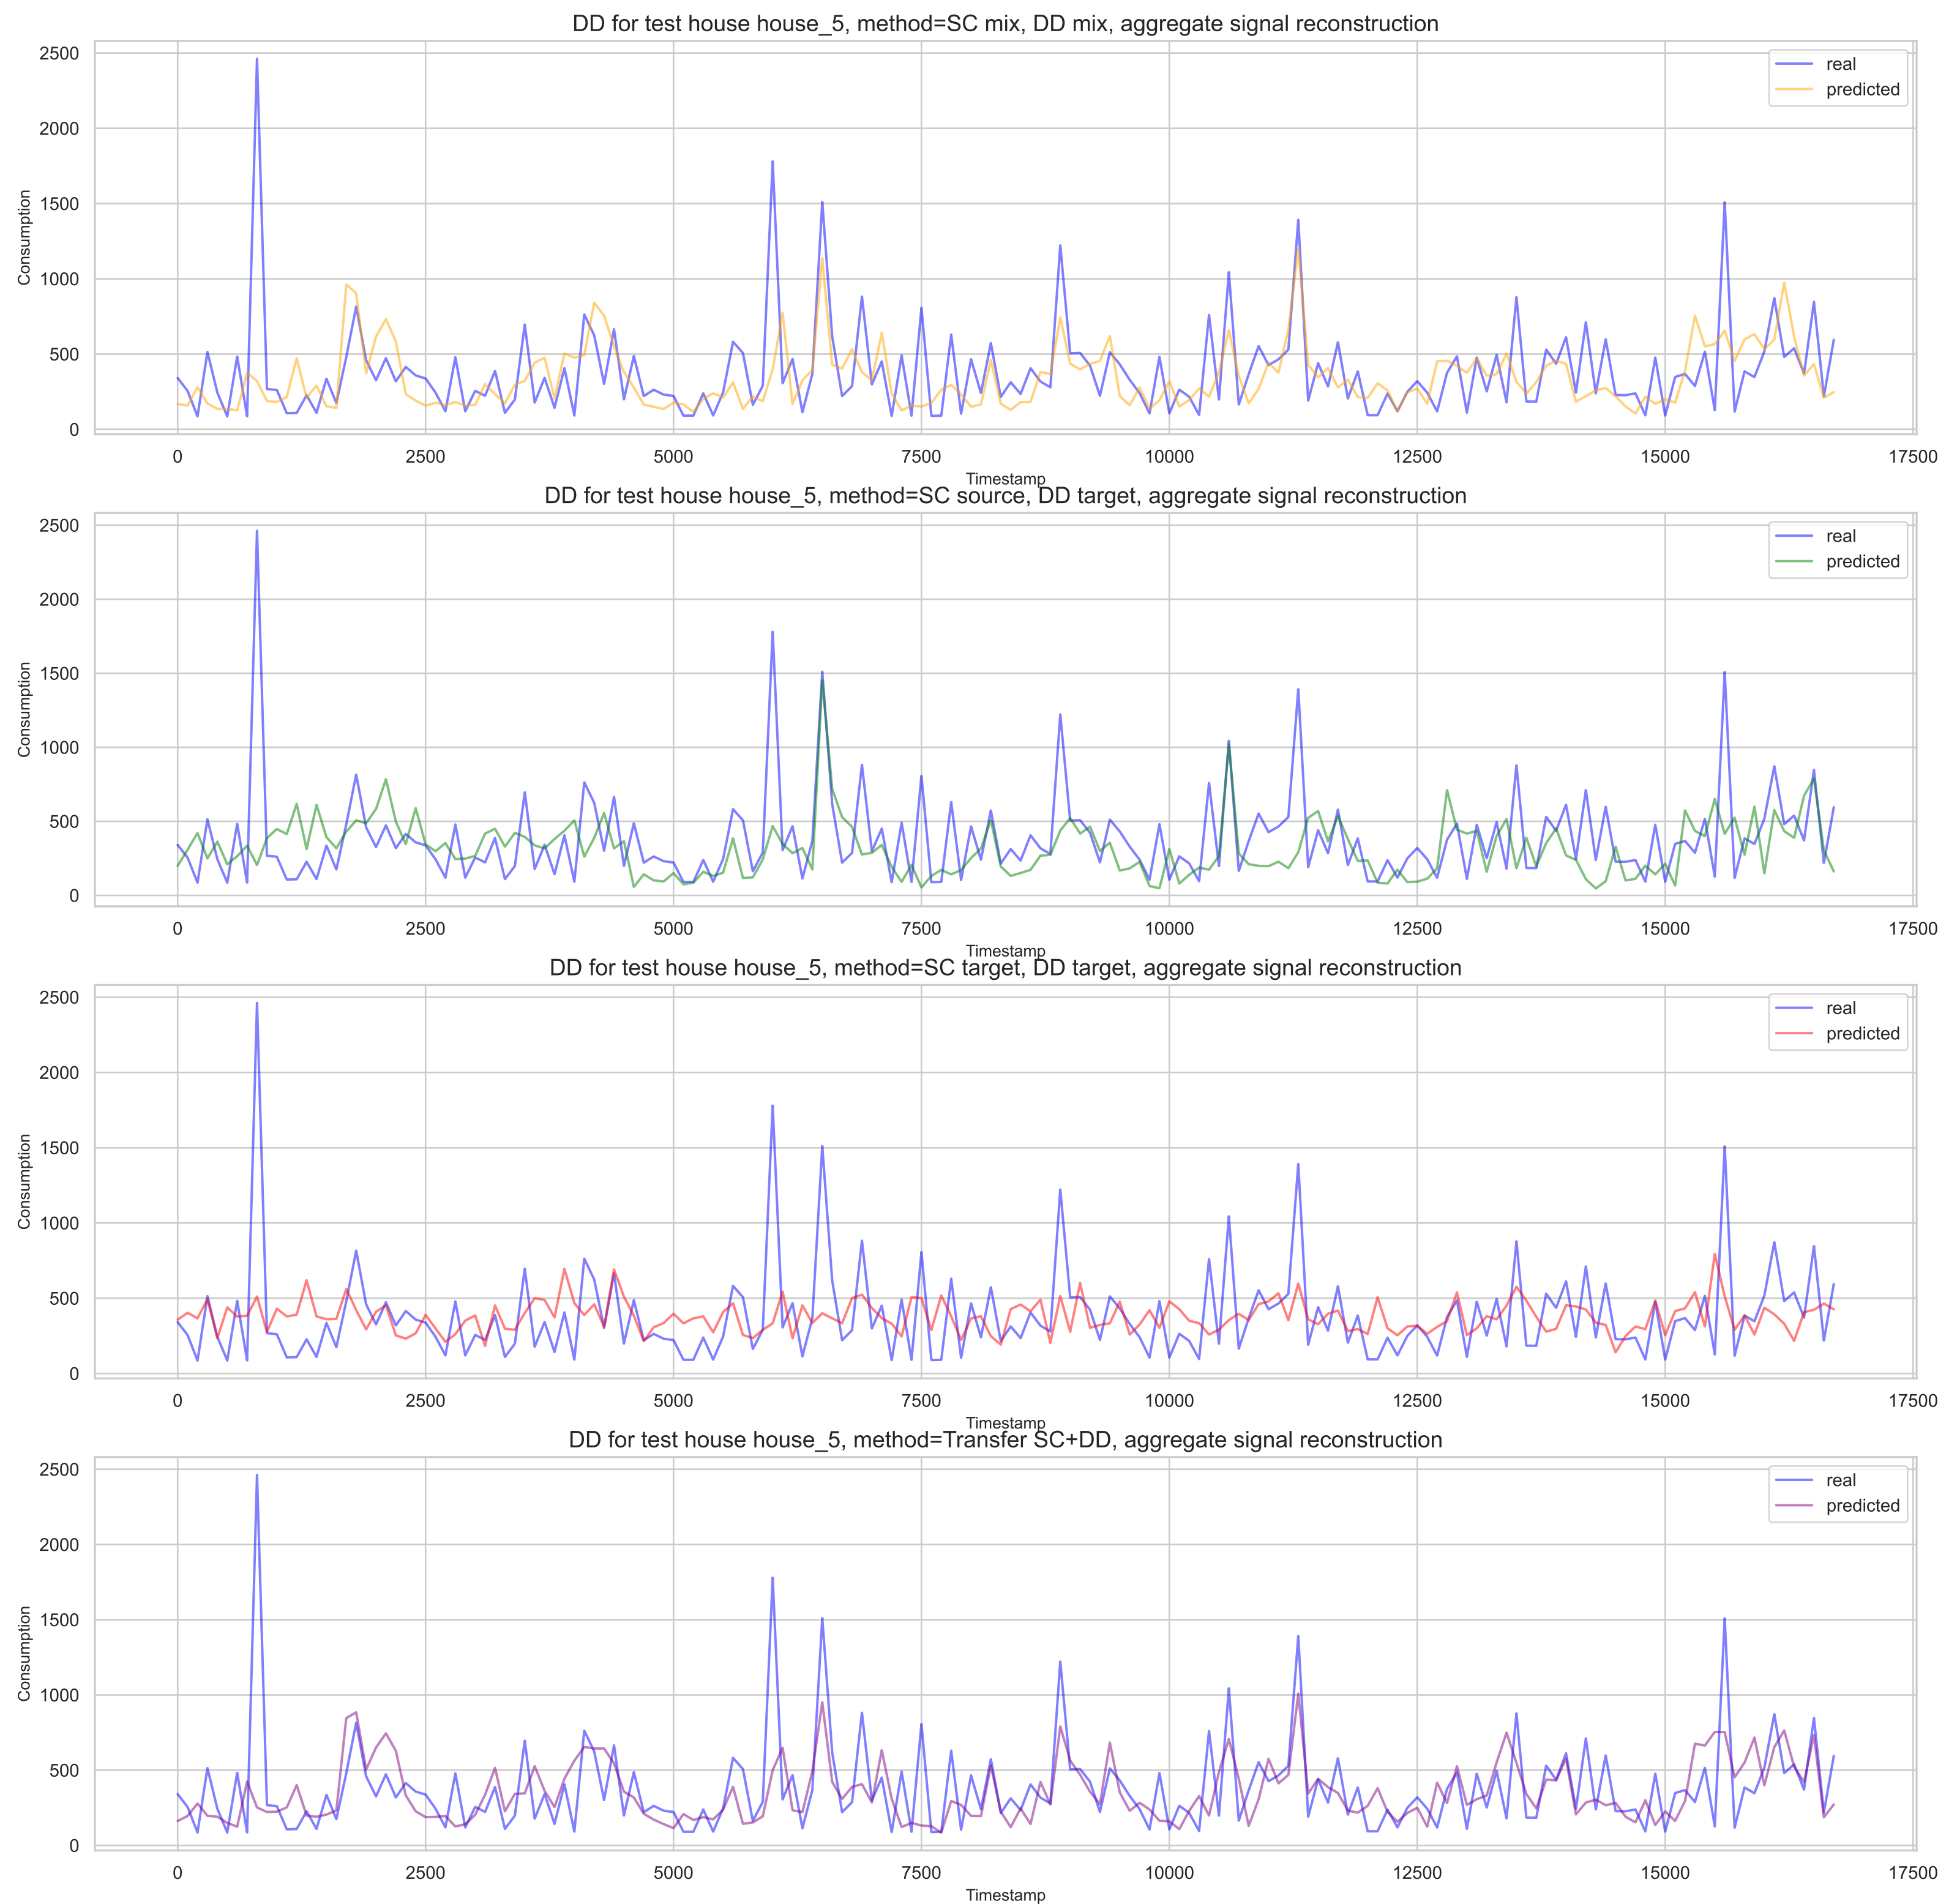 DD for test house house_5, method=SC mix, DD mix, aggregate signal reconstruction
2500
2000
1500
1000
500
0
Consumption
real
predicted
0 2500 5000 7500 10000 12500 15000 17500
Timestamp
DD for test house house_5, method=SC source, DD target, aggregate signal reconstruction
2500
2000
1500
1000
500
0
Consumption
real
predicted
0 2500 5000 7500 10000 12500 15000 17500
Timestamp
DD for test house house_5, method=SC target, DD target, aggregate signal reconstruction
2500
2000
1500
1000
500
0
Consumption
real
predicted
0 2500 5000 7500 10000 12500 15000 17500
Timestamp
DD for test house house_5, method=Transfer SC+DD, aggregate signal reconstruction
2500
2000
1500
1000
500
0
Consumption
real
predicted
0 2500 5000 7500 10000 12500 15000 17500
Timestamp